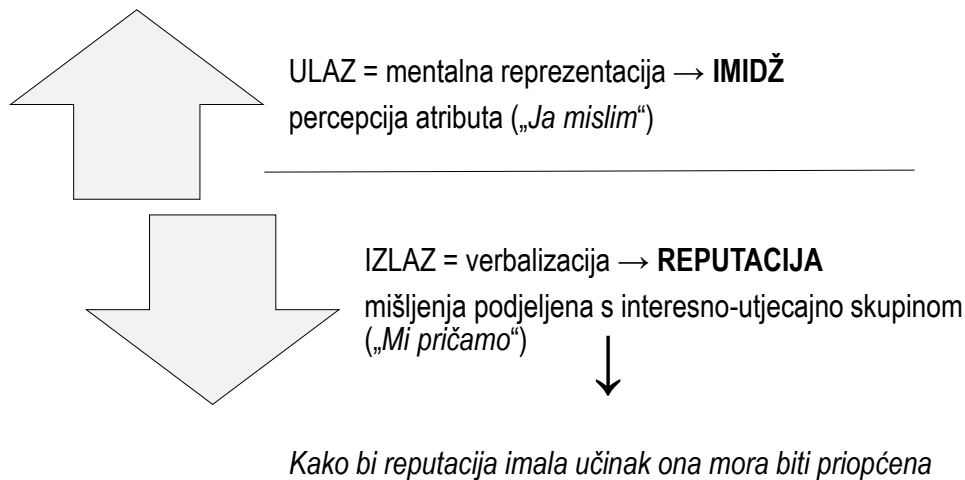 ULAZ = mentalna reprezentacija → IMIDŽ
percepcija atributa („Ja mislim“)
IZLAZ = verbalizacija → REPUTACIJA
mišljenja podjeljena s interesno-utjecajno skupinom
(„Mi pričamo“)
Kako bi reputacija imala učinak ona mora biti priopćena